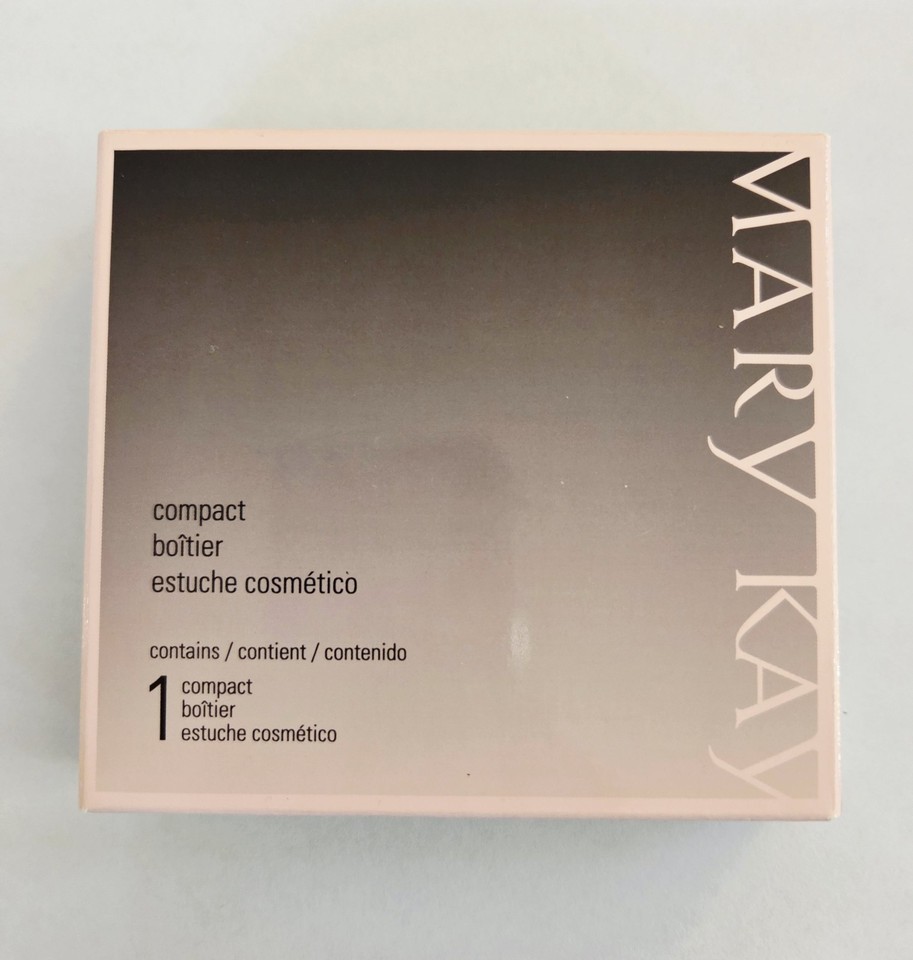 MARY KAY
compact
boîtier
estuche cosmético
contains / contient / contenido
1 compact
boîtier
estuche cosmético